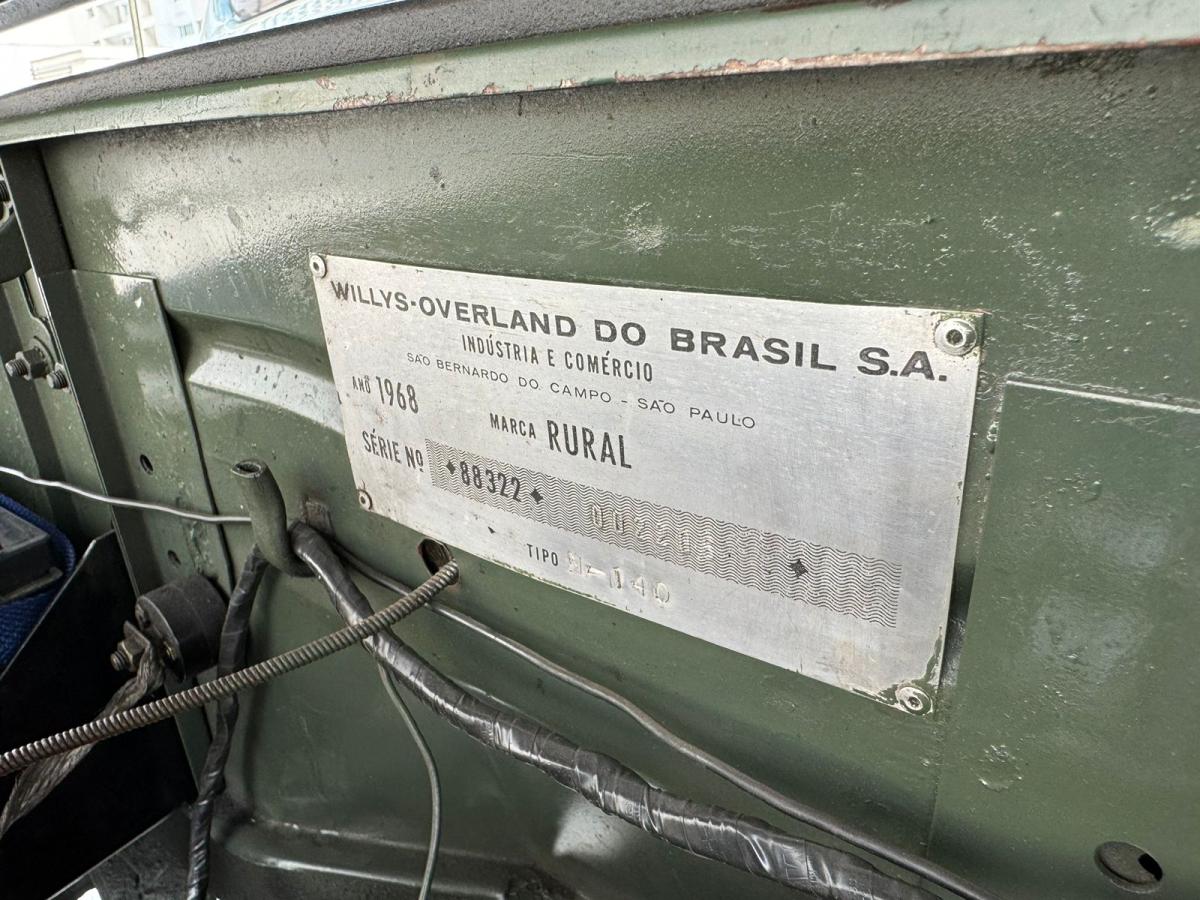 WILLYS-OVERLAND DO BRASIL S.A.
INDÚSTRIA E COMÉRCIO
SÃO BERNARDO DO CAMPO - SÃO PAULO
ANO 1968
MARCA RURAL
SÉRIE Nº ✦88322✦
TIPO 140